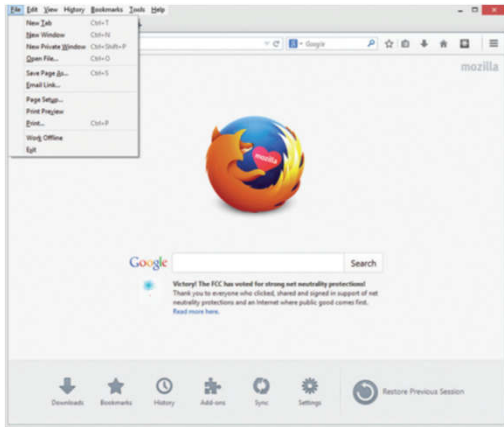 File Edit View History Bookmarks Tools Help
New Tab Ctrl+T
New Window Ctrl+N
New Private Window Ctrl+Shift+P
Open File... Ctrl+O
Save Page As... Ctrl+S
Email Link...
Page Setup...
Print Preview
Print... Ctrl+P
Work Offline
Exit
Google
mozilla
mozilla
Google Search
Victory! The FCC has voted for strong net neutrality protections!
Thank you to everyone who clicked, shared and signed in support of net
neutrality protections and an Internet where public good comes first.
Read more here.
Downloads Bookmarks History Add-ons Sync Settings Restore Previous Session